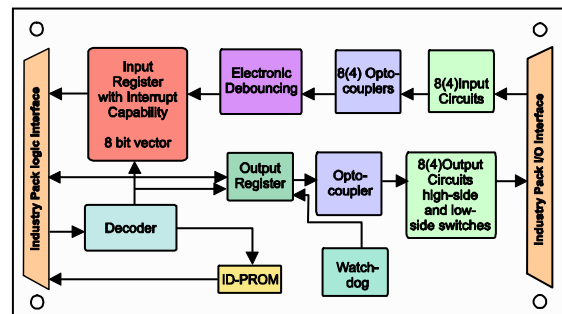 Industry Pack logic Interface
Input
Register
with Interrupt
Capability
8 bit vector
Electronic
Debouncing
8(4) Opto-
couplers
8(4)Input
Circuits
Industry Pack I/O Interface
Output
Register
Opto-
coupler
8(4)Output
Circuits
high-side
and low-
side switches
Decoder
ID-PROM
Watch-
dog